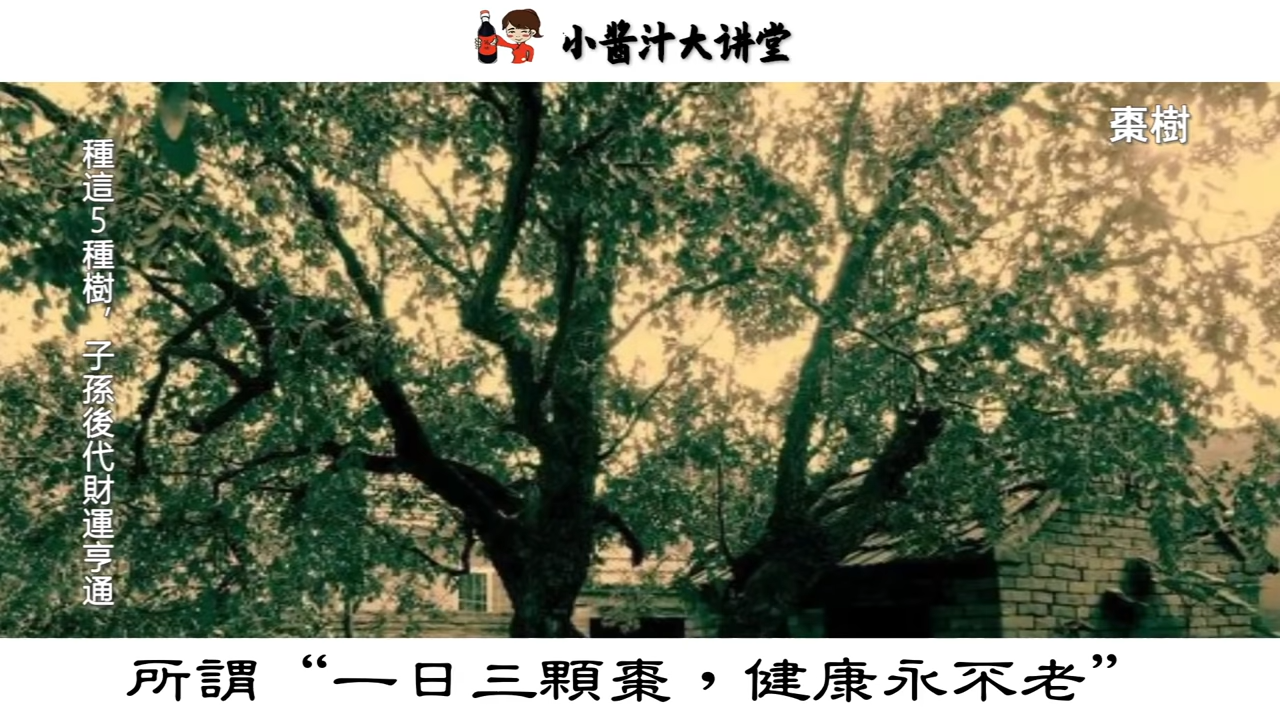 小酱汁大讲堂
棗樹
種這5種樹，子孫後代財運亨通
所謂“一日三顆棗，健康永不老”